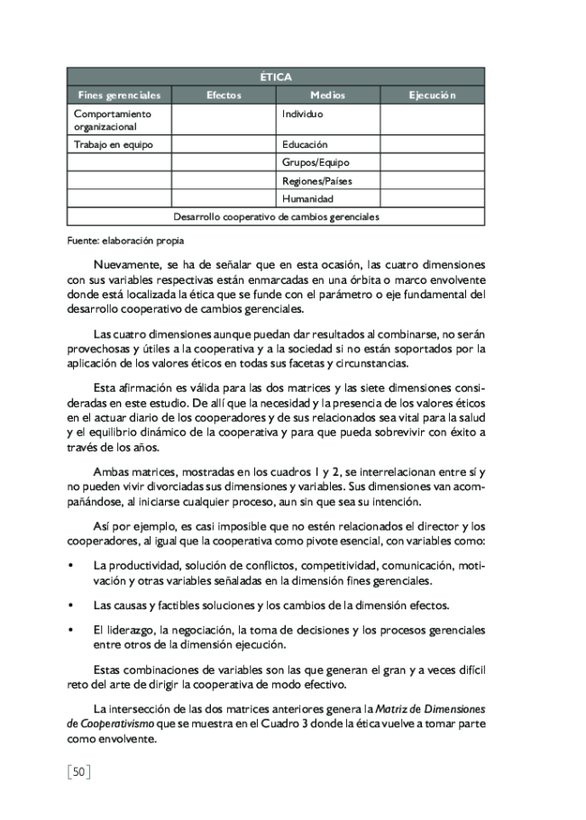 ÉTICA
Fines gerenciales Efectos Medios Ejecución
Comportamiento organizacional Individuo
Trabajo en equipo Educación
Grupos/Equipo
Regiones/Países
Humanidad
Desarrollo cooperativo de cambios gerenciales
Fuente: elaboración propia
Nuevamente, se ha de señalar que en esta ocasión, las cuatro dimensiones
con sus variables respectivas están enmarcadas en una órbita o marco envolvente
donde está localizada la ética que se funde con el parámetro o eje fundamental del
desarrollo cooperativo de cambios gerenciales.
Las cuatro dimensiones aunque puedan dar resultados al combinarse, no serán
provechosas y útiles a la cooperativa y a la sociedad si no están soportados por la
aplicación de los valores éticos en todas sus facetas y circunstancias.
Esta afirmación es válida para las dos matrices y las siete dimensiones consi-
deradas en este estudio. De allí que la necesidad y la presencia de los valores éticos
en el actuar diario de los cooperadores y de sus relacionados sea vital para la salud
y el equilibrio dinámico de la cooperativa y para que pueda sobrevivir con éxito a
través de los años.
Ambas matrices, mostradas en los cuadros 1 y 2, se interrelacionan entre sí y
no pueden vivir divorciadas sus dimensiones y variables. Sus dimensiones van acom-
pañándose, al iniciarse cualquier proceso, aun sin que sea su intención.
Así por ejemplo, es casi imposible que no estén relacionados el director y los
cooperadores, al igual que la cooperativa como pivote esencial, con variables como:
• La productividad, solución de conflictos, competitividad, comunicación, moti-
vación y otras variables señaladas en la dimensión fines gerenciales.
• Las causas y factibles soluciones y los cambios de la dimensión efectos.
• El liderazgo, la negociación, la toma de decisiones y los procesos gerenciales
entre otros de la dimensión ejecución.
Estas combinaciones de variables son las que generan el gran y a veces difícil
reto del arte de dirigir la cooperativa de modo efectivo.
La intersección de las dos matrices anteriores genera la Matriz de Dimensiones
de Cooperativismo que se muestra en el Cuadro 3 donde la ética vuelve a tomar parte
como envolvente.
[50]